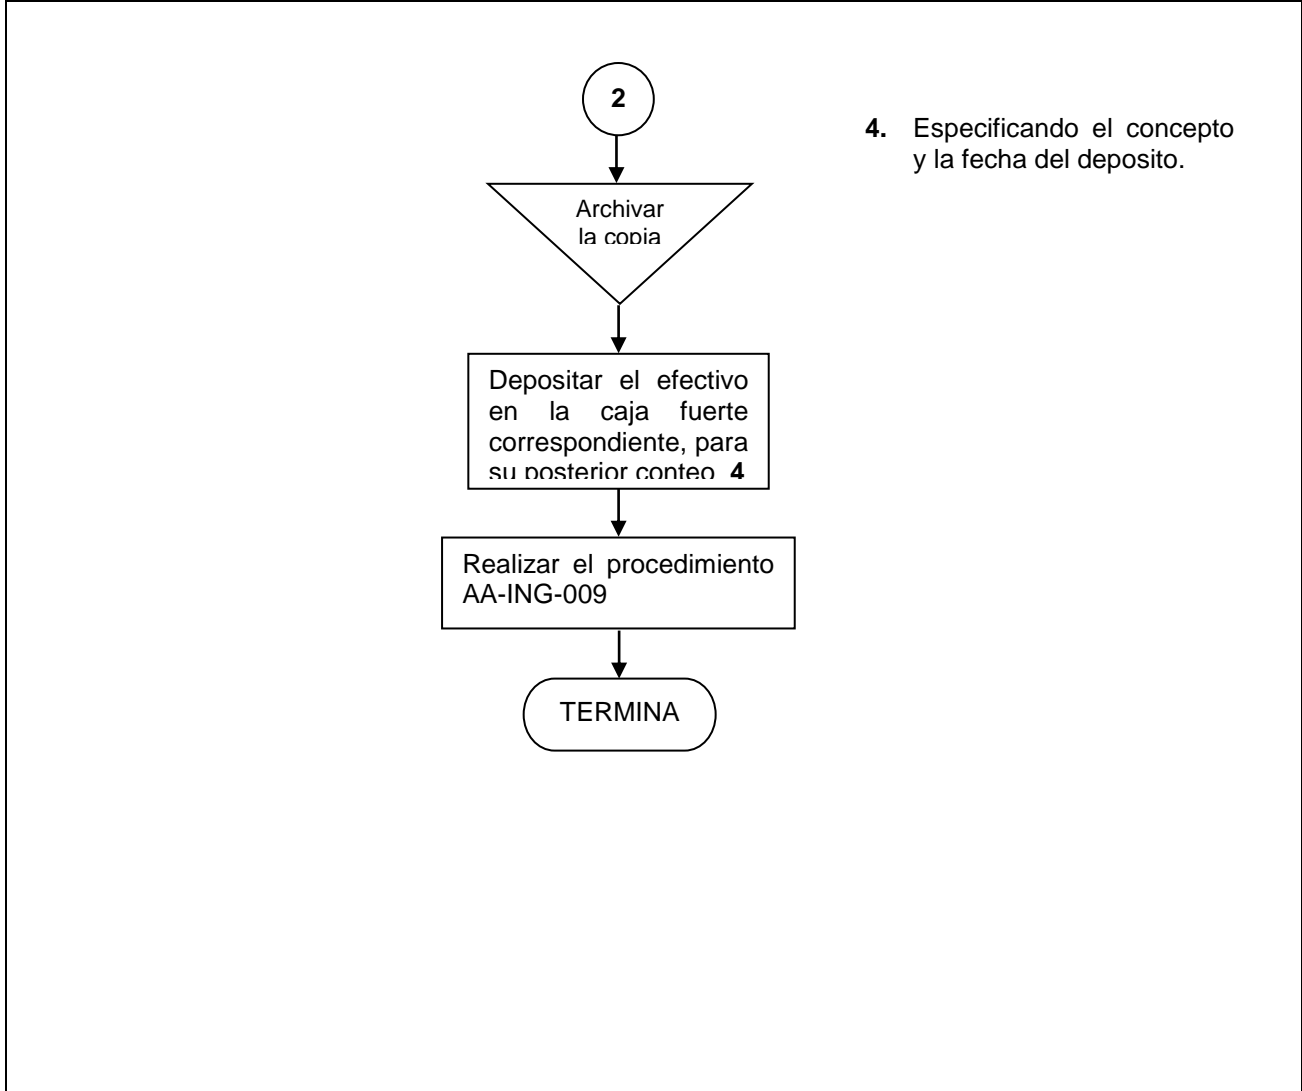 2
4. Especificando el concepto
y la fecha del deposito.
Archivar
la copia
Depositar el efectivo
en la caja fuerte
correspondiente, para
su posterior conteo 4
Realizar el procedimiento
AA-ING-009
TERMINA